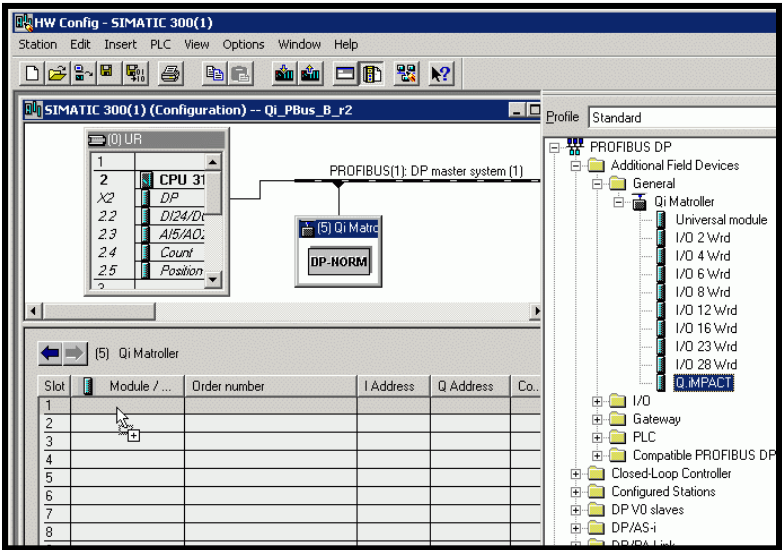 HW Config - SIMATIC 300(1)
Station Edit Insert PLC View Options Window Help
SIMATIC 300(1) (Configuration) -- Qi_PBus_B_r2
(0) UR
1
2 CPU 31
X2 DP
2.2 DI24/D
2.3 AI5/AO
2.4 Count
2.5 Position
PROFIBUS(1): DP master system (1)
(5) Qi Matro
DP-NORM
(5) Qi Matroller
Slot Module / ... Order number I Address Q Address Co...
1
2
3
4
5
6
7
8
Profile Standard
PROFIBUS DP
Additional Field Devices
General
Qi Matroller
Universal module
I/O 2 Wrd
I/O 4 Wrd
I/O 6 Wrd
I/O 8 Wrd
I/O 12 Wrd
I/O 16 Wrd
I/O 23 Wrd
I/O 28 Wrd
Q.iMPACT
I/O
Gateway
PLC
Compatible PROFIBUS DP
Closed-Loop Controller
Configured Stations
DP V0 slaves
DP/AS-i
DP/PA Link